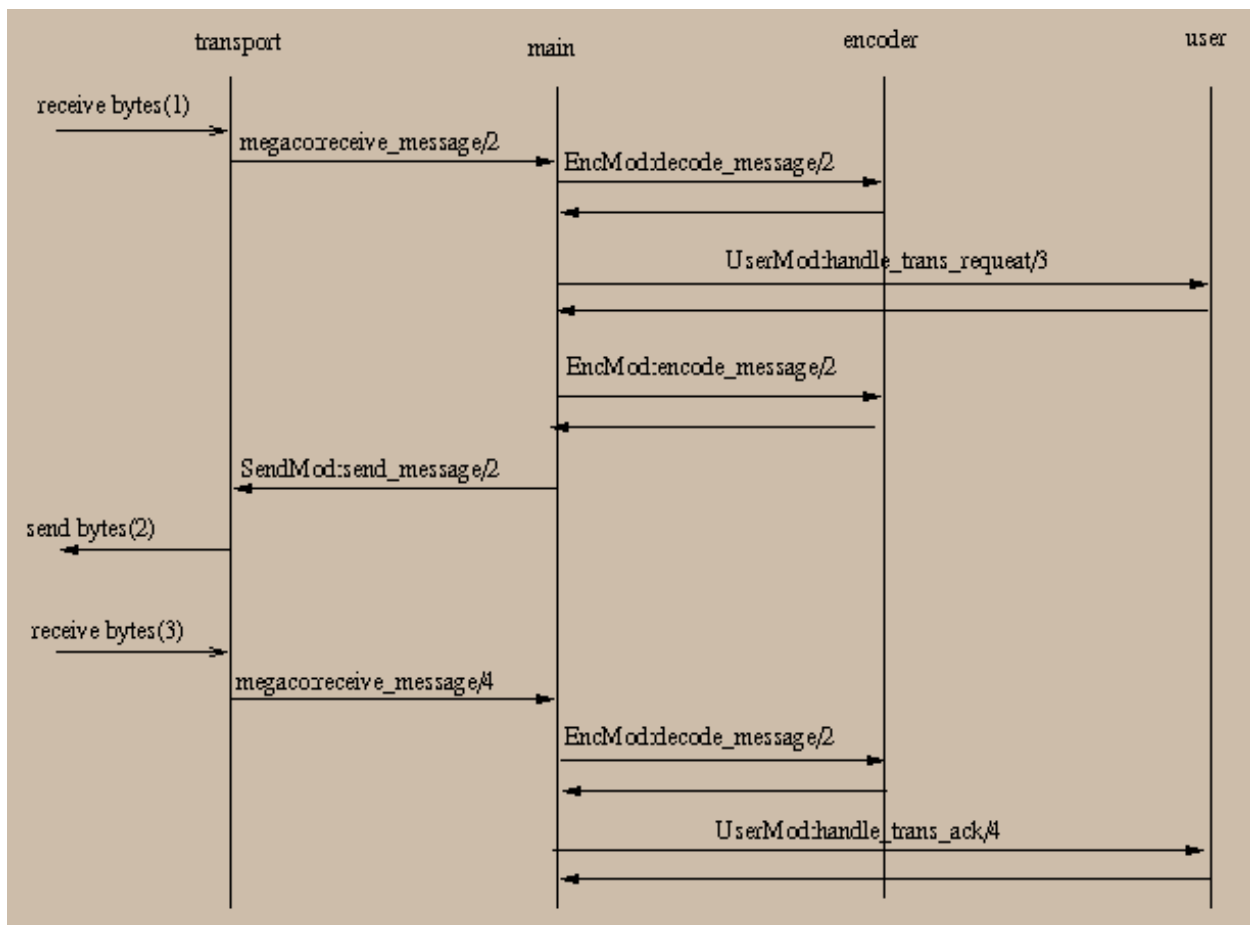 transport
main
encoder
user
receive bytes(1)
megaco:receive_message/2
EncMod:decode_message/2
UserMod:handle_trans_requeat/3
EncMod:encode_message/2
SendMod:send_message/2
send bytes(2)
receive bytes(3)
megaco:receive_message/4
EncMod:decode_message/2
UserMod:handle_trans_ack/4